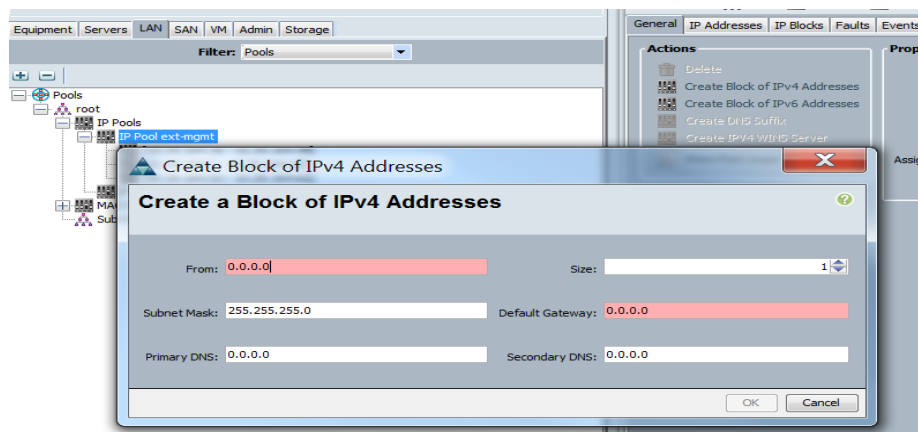 Equipment Servers LAN SAN VM Admin Storage
Filter: Pools
Pools
root
IP Pools
IP Pool ext-mgmt
MA
Sub
General IP Addresses IP Blocks Faults Events
Actions
Delete
Create Block of IPv4 Addresses
Create Block of IPv6 Addresses
Create DNS Suffix
Create IPV4 WINS Server
Prop
Assig
Create Block of IPv4 Addresses
Create a Block of IPv4 Addresses
From: 0.0.0.0 Size: 1
Subnet Mask: 255.255.255.0 Default Gateway: 0.0.0.0
Primary DNS: 0.0.0.0 Secondary DNS: 0.0.0.0
OK Cancel